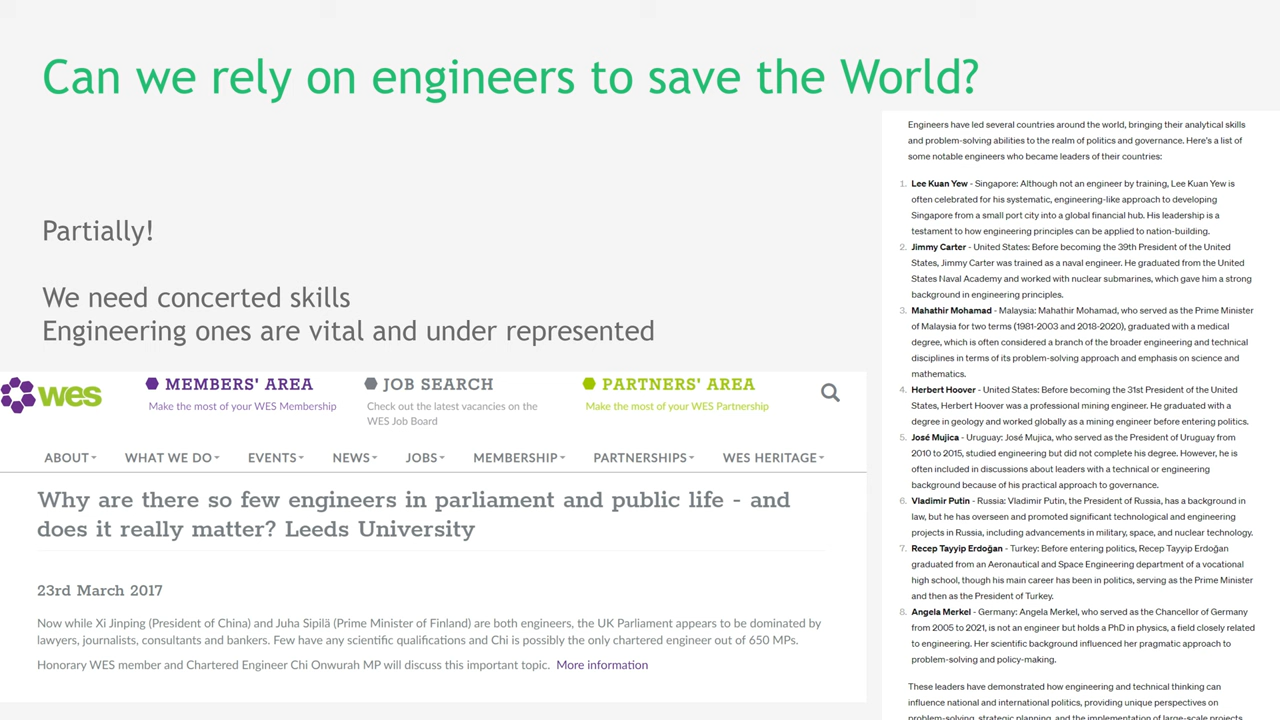 Can we rely on engineers to save the World?
Partially!
We need concerted skills
Engineering ones are vital and under represented
wes
MEMBERS' AREA
Make the most of your WES Membership
JOB SEARCH
Check out the latest vacancies on the
WES Job Board
PARTNERS' AREA
Make the most of your WES Partnership
ABOUT
WHAT WE DO
EVENTS
NEWS
JOBS
MEMBERSHIP
PARTNERSHIPS
WES HERITAGE
Why are there so few engineers in parliament and public life - and
does it really matter? Leeds University
23rd March 2017
Now while Xi Jinping (President of China) and Juha Sipilä (Prime Minister of Finland) are both engineers, the UK Parliament appears to be dominated by
lawyers, journalists, consultants and bankers. Few have any scientific qualifications and Chi is possibly the only chartered engineer out of 650 MPs.
Honorary WES member and Chartered Engineer Chi Onwurah MP will discuss this important topic. More information
Engineers have led several countries around the world, bringing their analytical skills
and problem-solving abilities to the realm of politics and governance. Here's a list of
some notable engineers who became leaders of their countries:
1. Lee Kuan Yew - Singapore: Although not an engineer by training, Lee Kuan Yew is
often celebrated for his systematic, engineering-like approach to developing
Singapore from a small port city into a global financial hub. His leadership is a
testament to how engineering principles can be applied to nation-building.
2. Jimmy Carter - United States: Before becoming the 39th President of the United
States, Jimmy Carter was trained as a naval engineer. He graduated from the United
States Naval Academy and worked with nuclear submarines, which gave him a strong
background in engineering principles.
3. Mahathir Mohamad - Malaysia: Mahathir Mohamad, who served as the Prime Minister
of Malaysia for two terms (1981-2003 and 2018-2020), graduated with a medical
degree, which is often considered a branch of the broader engineering and technical
disciplines in terms of its problem-solving approach and emphasis on science and
mathematics.
4. Herbert Hoover - United States: Before becoming the 31st President of the United
States, Herbert Hoover was a professional mining engineer. He graduated with a
degree in geology and worked globally as a mining engineer before entering politics.
5. José Mujica - Uruguay: José Mujica, who served as the President of Uruguay from
2010 to 2015, studied engineering but did not complete his degree. However, he is
often included in discussions about leaders with a technical or engineering
background because of his practical approach to governance.
6. Vladimir Putin - Russia: Vladimir Putin, the President of Russia, has a background in
law, but he has overseen and promoted significant technological and engineering
projects in Russia, including advancements in military, space, and nuclear technology.
7. Recep Tayyip Erdoğan - Turkey: Before entering politics, Recep Tayyip Erdoğan
graduated from an Aeronautical and Space Engineering department of a vocational
high school, though his main career has been in politics, serving as the Prime Minister
and then as the President of Turkey.
8. Angela Merkel - Germany: Angela Merkel, who served as the Chancellor of Germany
from 2005 to 2021, is not an engineer but holds a PhD in physics, a field closely related
to engineering. Her scientific background influenced her pragmatic approach to
problem-solving and policy-making.
These leaders have demonstrated how engineering and technical thinking can
influence national and international politics, providing unique perspectives on
problem-solving, strategic planning, and the implementation of large-scale projects